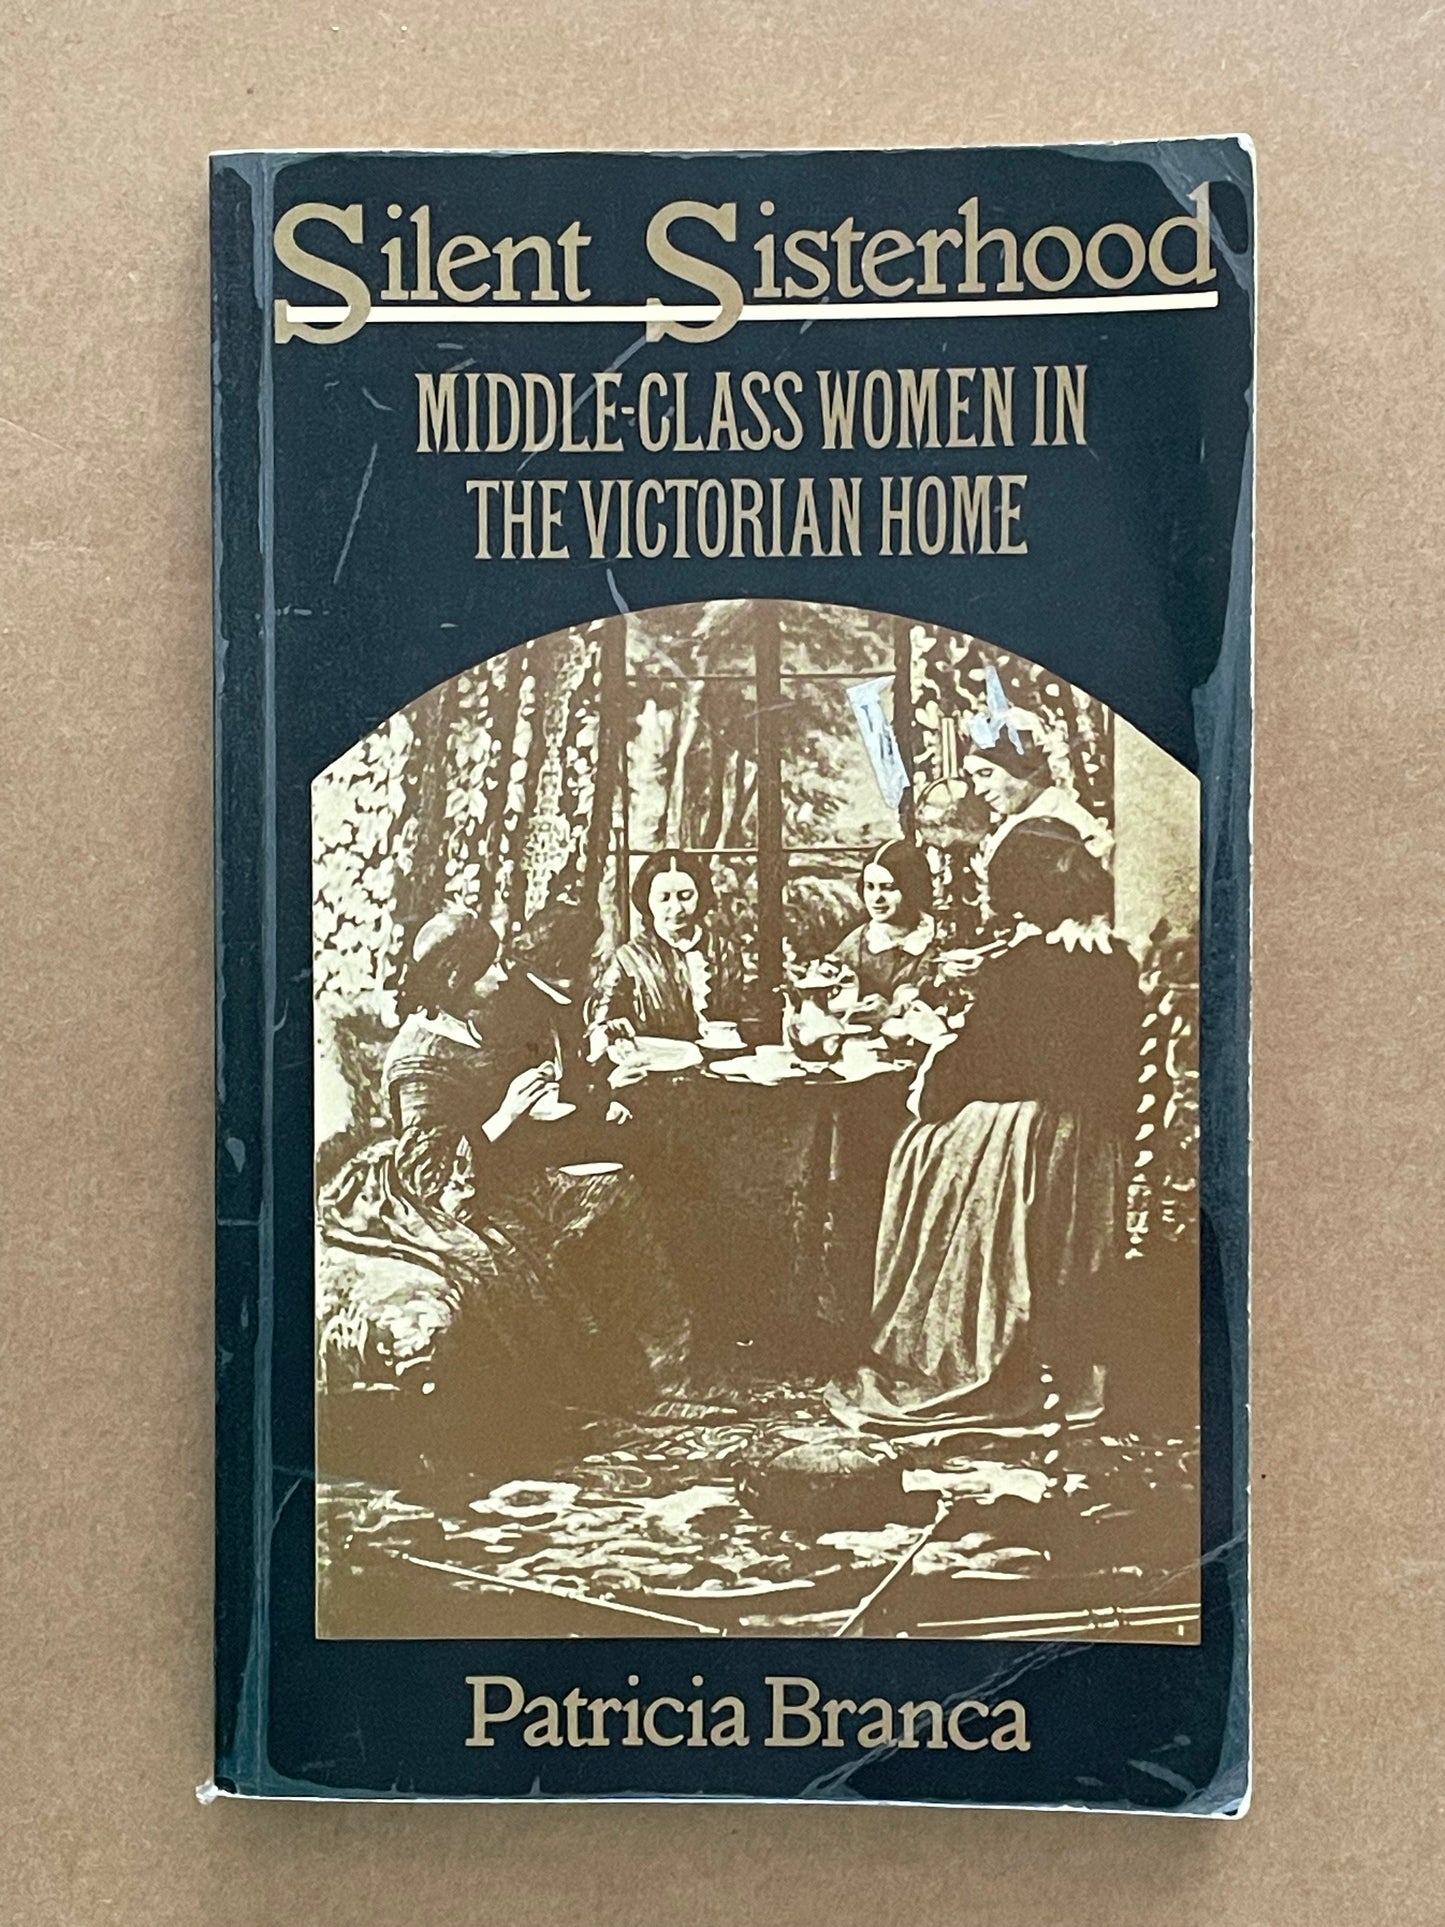 Silent Sisterhood
MIDDLE-CLASS WOMEN IN
THE VICTORIAN HOME
Patricia Branca